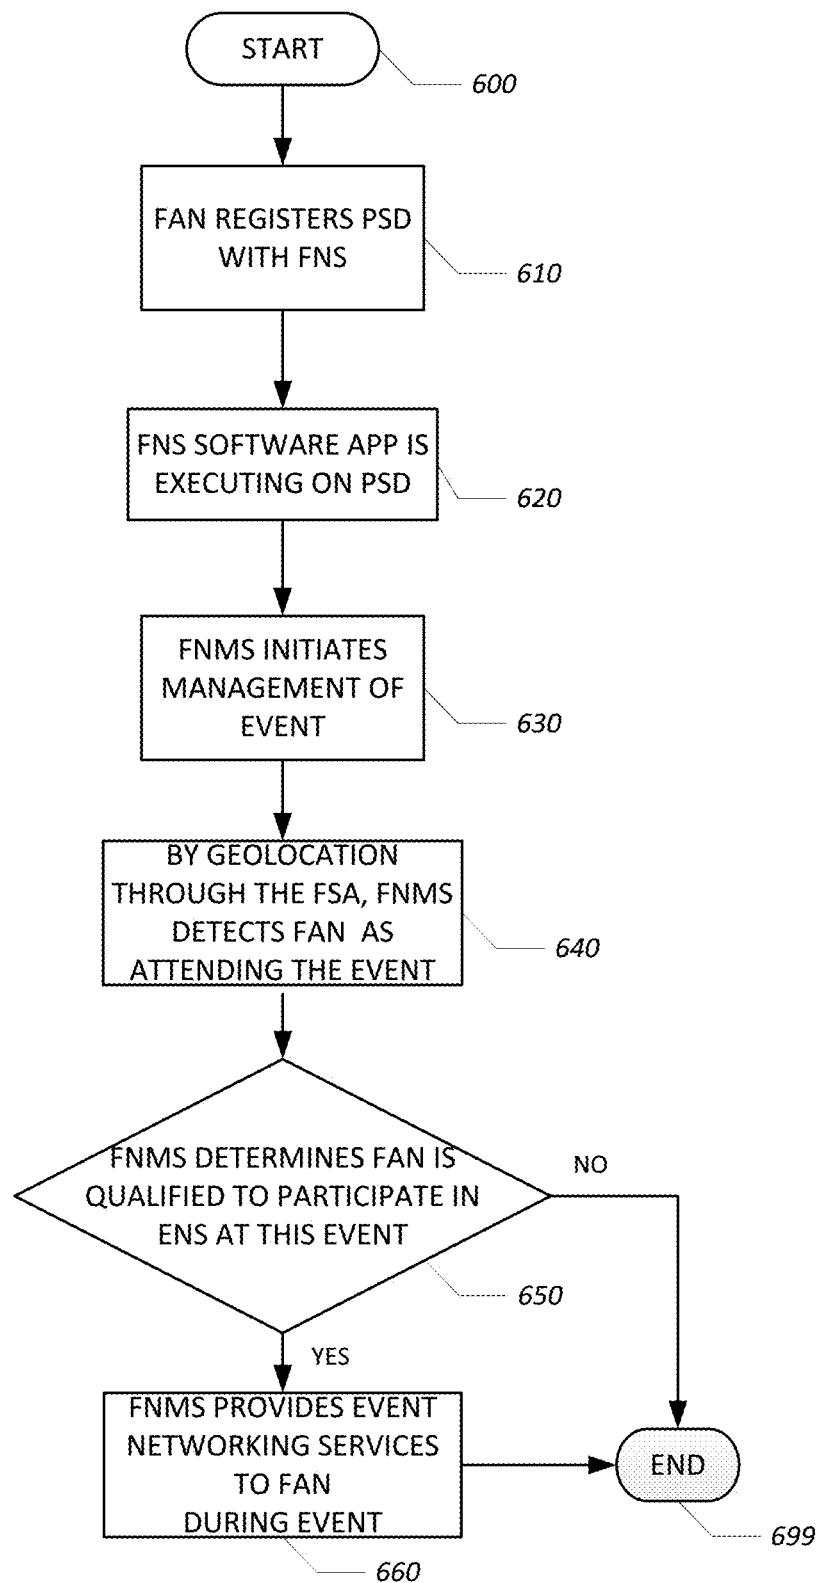 START
600
FAN REGISTERS PSD
WITH FNS
610
FNS SOFTWARE APP IS
EXECUTING ON PSD
620
FNMS INITIATES
MANAGEMENT OF
EVENT
630
BY GEOLOCATION
THROUGH THE FSA, FNMS
DETECTS FAN AS
ATTENDING THE EVENT
640
FNMS DETERMINES FAN IS
QUALIFIED TO PARTICIPATE IN
ENS AT THIS EVENT
NO
650
YES
FNMS PROVIDES EVENT
NETWORKING SERVICES
TO FAN
DURING EVENT
END
699
660